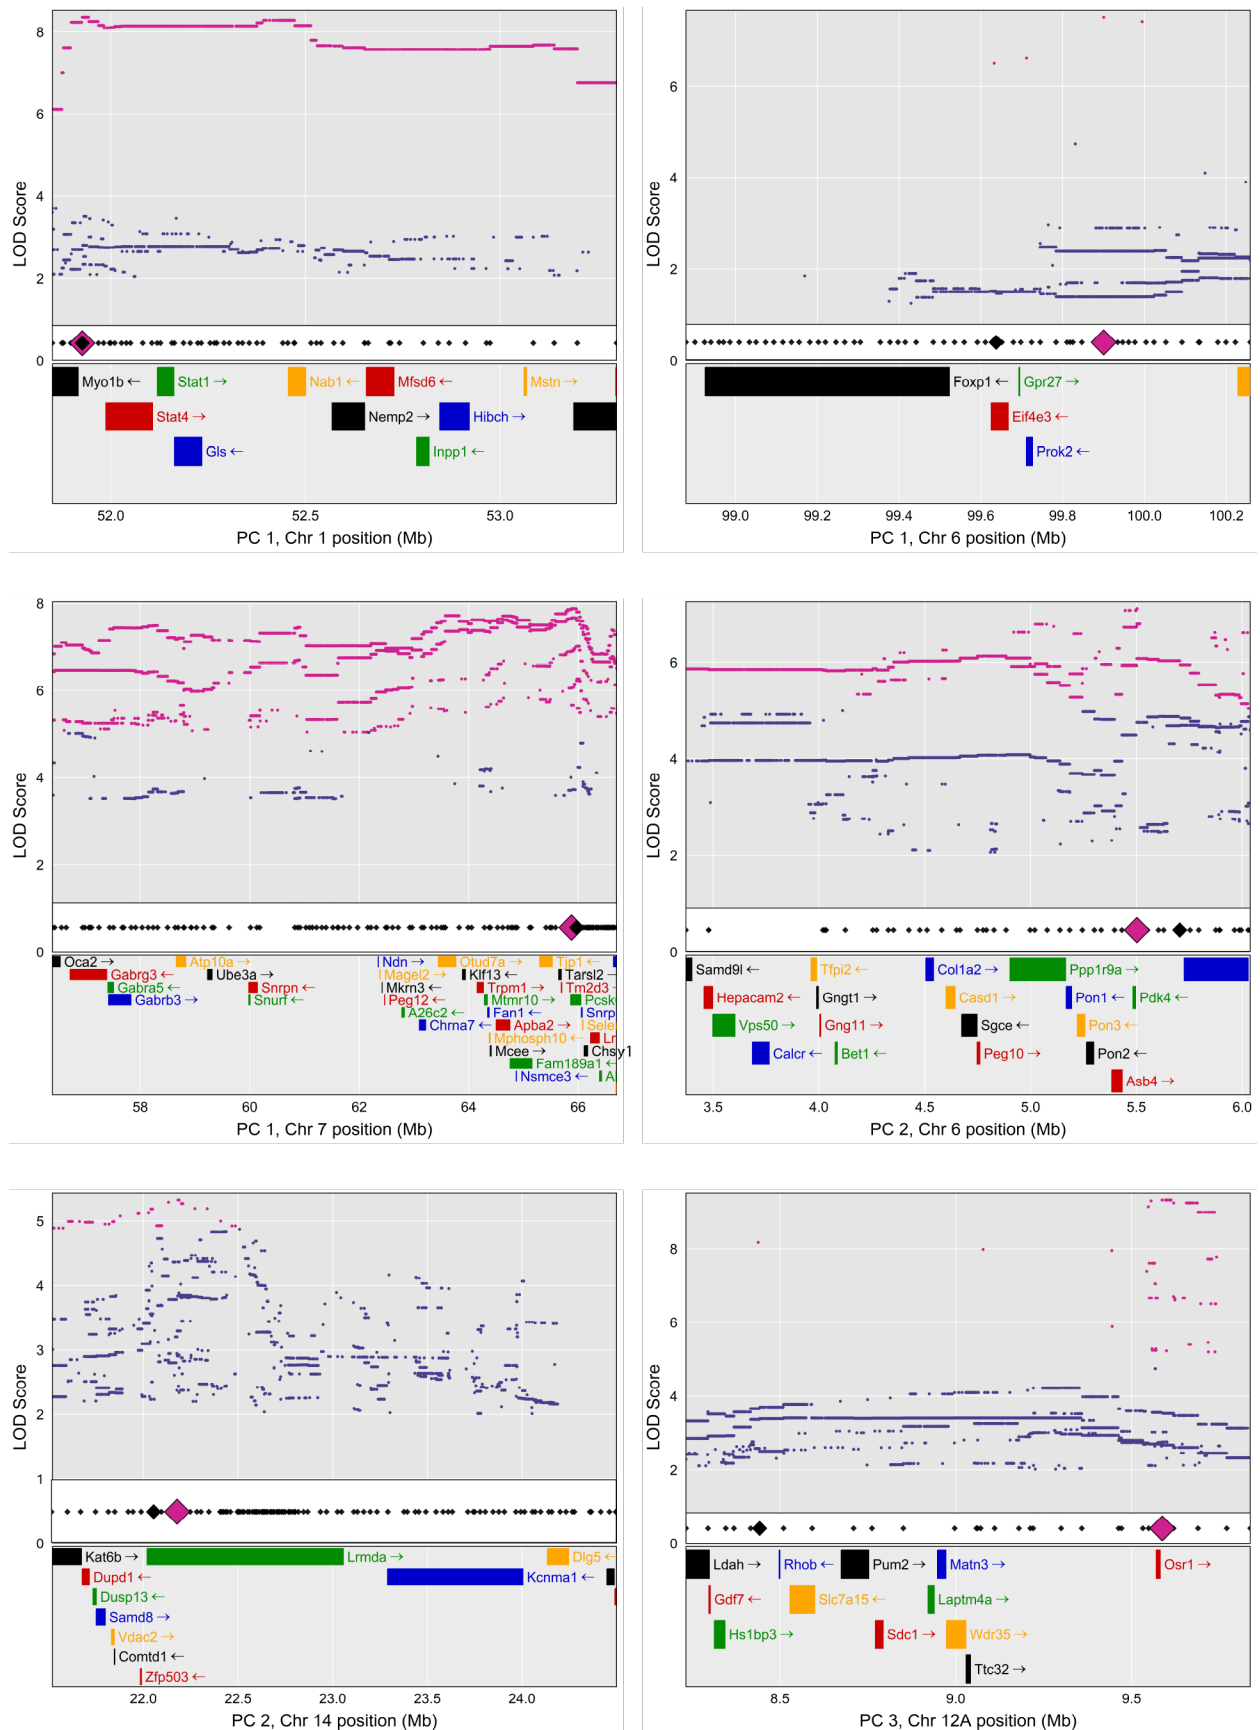 8
6
4
2
0
LOD Score
Myo1b ←
Stat1 →
Nab1 ←
Mfsd6 ←
Mstn →
Stat4 →
Nemp2 →
Hibch →
Gls ←
Inpp1 ←
52.0 52.5 53.0
PC 1, Chr 1 position (Mb)
6
4
2
0
LOD Score
Foxp1 ←
Gpr27 →
Eif4e3 ←
Prok2 ←
99.0 99.2 99.4 99.6 99.8 100.0 100.2
PC 1, Chr 6 position (Mb)
8
6
4
2
0
LOD Score
Oca2 ←
Atp10a ←
Ndn ←
Otud7a ←
Tjp1 ←
Gabrg3 ←
Ube3a ←
Magel2 ←
Klf13 ←
Tarsl2 ←
Gabra5 ←
Snrpn ←
Mkrn3 ←
Trpm1 →
Tm2d3 ←
Gabrb3 →
Snurf ←
Peg12 ←
Mtmr10 ←
Pcsk
A26c2 ←
Fan1 ←
Snrp
Chrna7 ←
Apba2 →
Sele
Mphosph10 ←
Lr
Mcee →
Chsy1
Fam189a1 ←
Nsmce3 ←
Al
58 60 62 64 66
PC 1, Chr 7 position (Mb)
6
4
2
0
LOD Score
Samd9l ←
Tfpi2 ←
Col1a2 →
Ppp1r9a →
Hepacam2 ←
Gngt1 →
Casd1 →
Pon1 ←
Pdk4 ←
Vps50 →
Gng11 →
Sgce ←
Pon3 ←
Calcr ←
Bet1 ←
Peg10 →
Pon2 ←
Asb4 →
3.5 4.0 4.5 5.0 5.5 6.0
PC 2, Chr 6 position (Mb)
5
4
3
2
1
0
LOD Score
Kat6b →
Lrmda →
Dlg5 ←
Dupd1 ←
Kcnma1 ←
Dusp13 ←
Samd8 →
Vdac2 →
Comtd1 ←
Zfp503 ←
22.0 22.5 23.0 23.5 24.0
PC 2, Chr 14 position (Mb)
8
6
4
2
0
LOD Score
Ldah →
Rhob ←
Pum2 →
Matn3 →
Osr1 →
Gdf7 ←
Slc7a15 ←
Laptm4a →
Hs1bp3 →
Sdc1 →
Wdr35 →
Ttc32 →
8.5 9.0 9.5
PC 3, Chr 12A position (Mb)